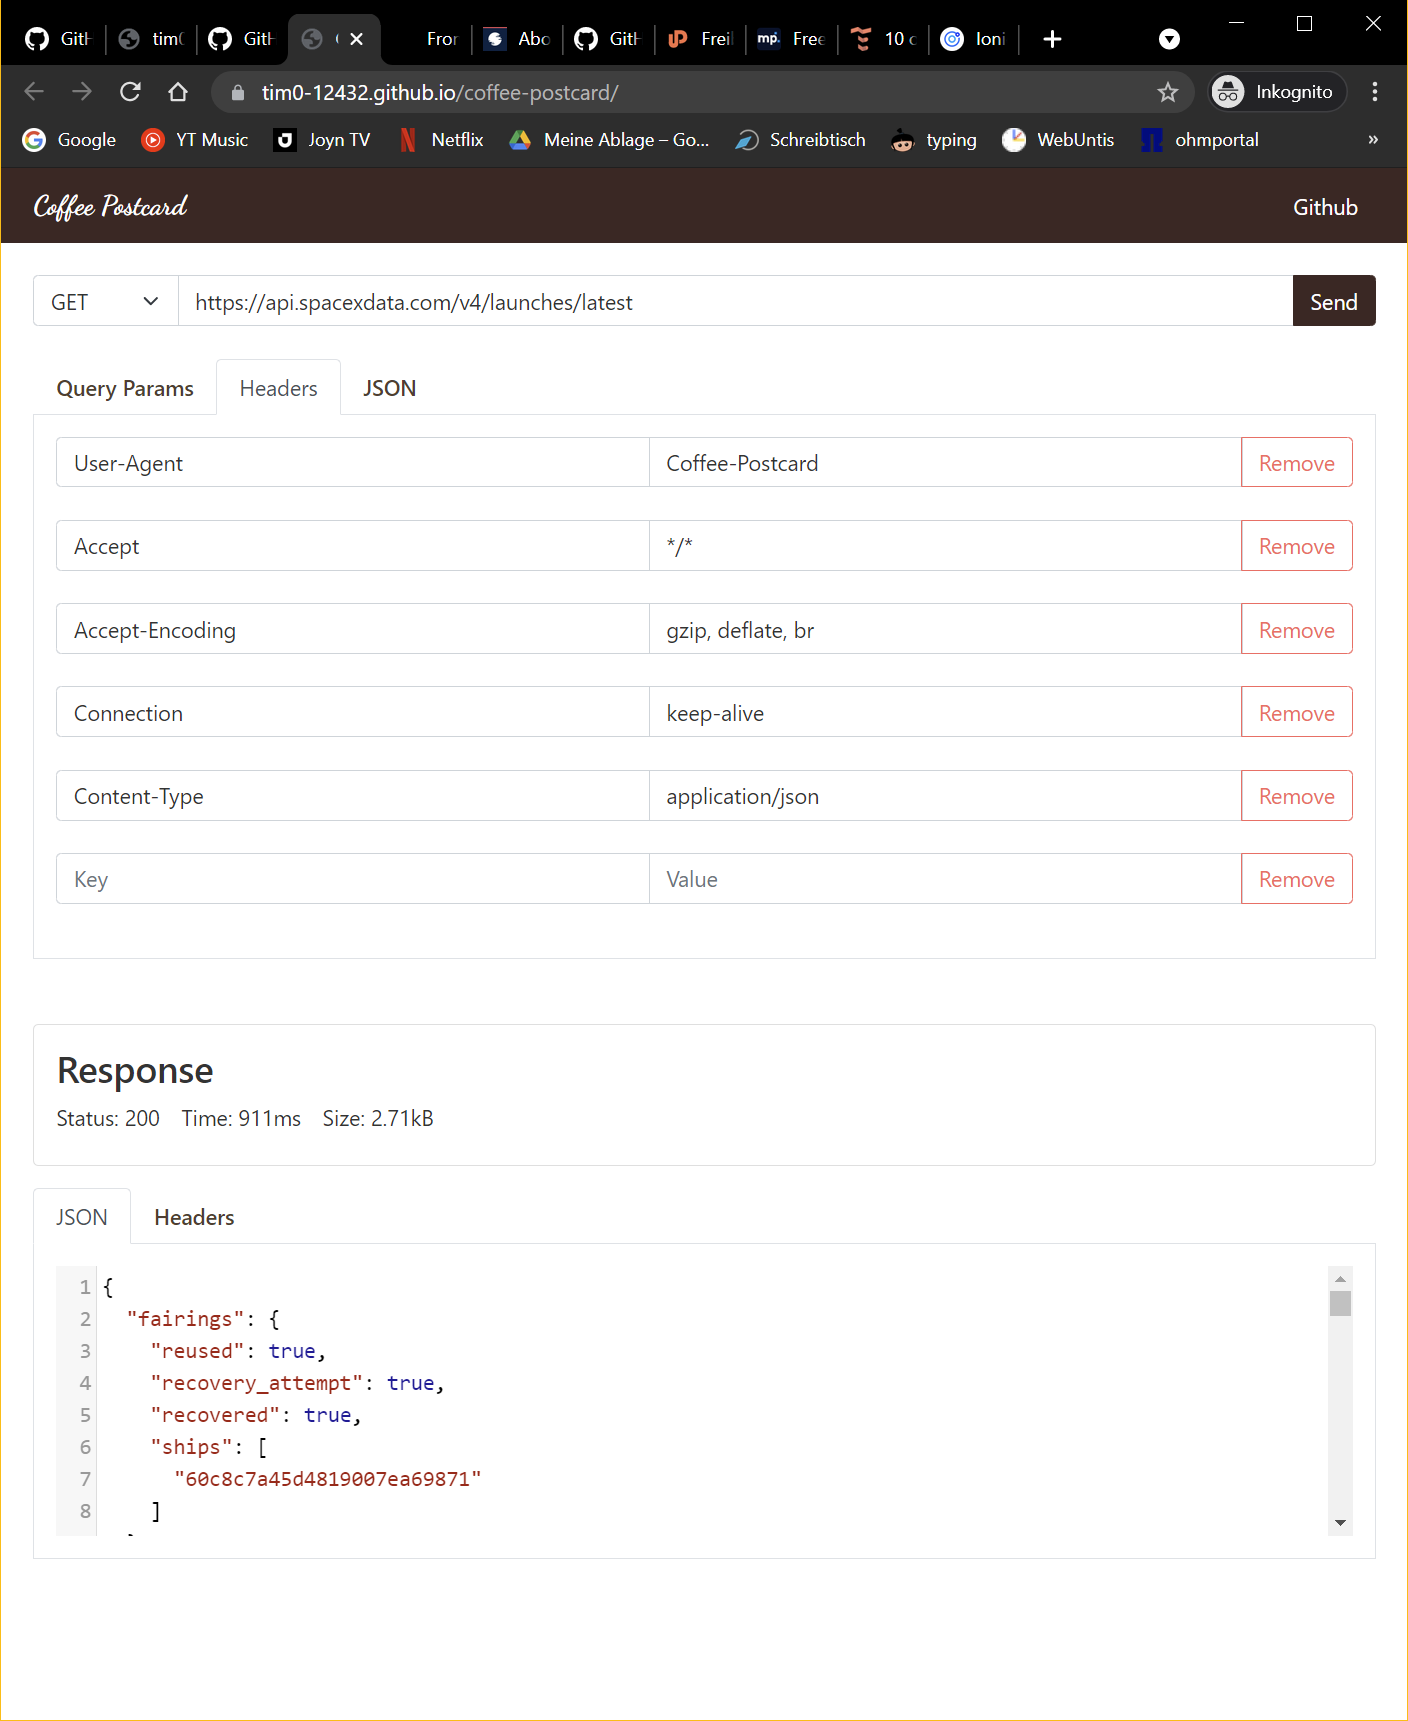 GitH tim0 GitH Fror Abo GitH Freil mp. Free 10 c Ioni
tim0-12432.github.io/coffee-postcard/ Inkognito
Google YT Music Joyn TV Netflix Meine Ablage – Go... Schreibtisch typing WebUntis ohmportal »
Coffee Postcard Github
GET https://api.spacexdata.com/v4/launches/latest Send
Query Params Headers JSON
User-Agent Coffee-Postcard Remove
Accept */* Remove
Accept-Encoding gzip, deflate, br Remove
Connection keep-alive Remove
Content-Type application/json Remove
Key Value Remove
Response
Status: 200 Time: 911ms Size: 2.71kB
JSON Headers
1 {
2 "fairings": {
3 "reused": true,
4 "recovery_attempt": true,
5 "recovered": true,
6 "ships": [
7 "60c8c7a45d4819007ea69871"
8 ]